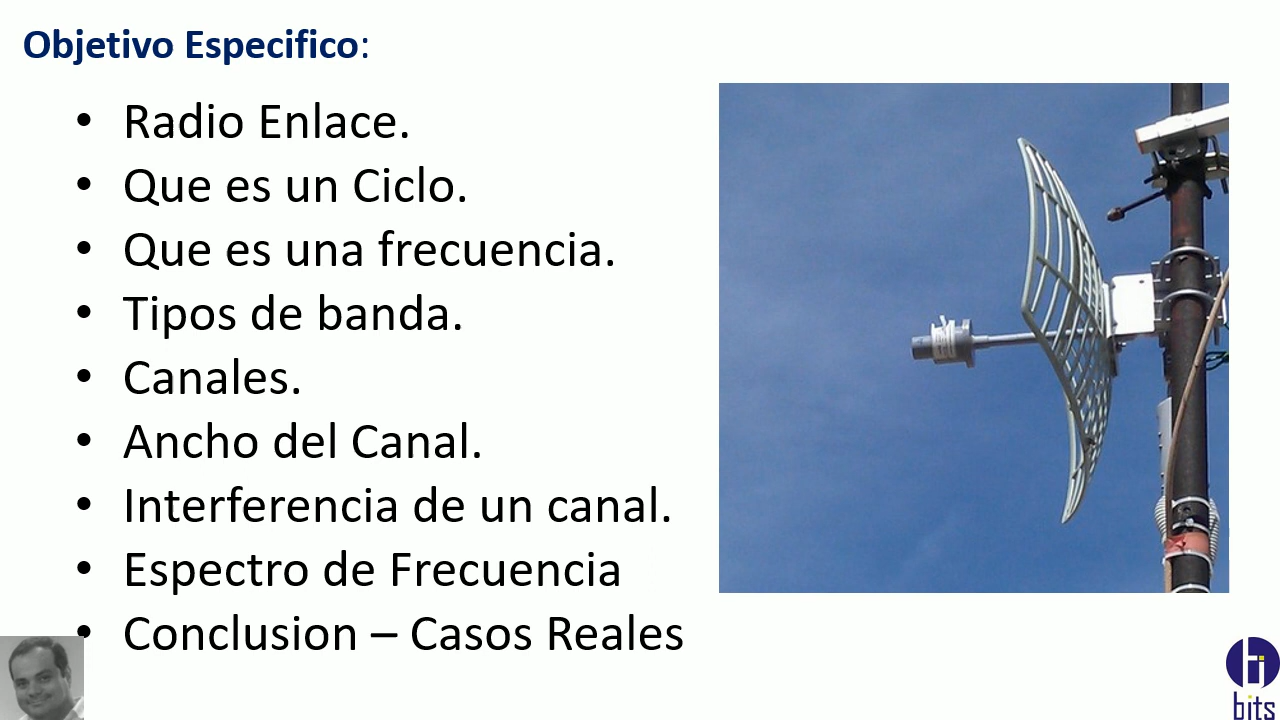 Objetivo Especifico:
• Radio Enlace.
• Que es un Ciclo.
• Que es una frecuencia.
• Tipos de banda.
• Canales.
• Ancho del Canal.
• Interferencia de un canal.
• Espectro de Frecuencia
• Conclusion – Casos Reales
bits